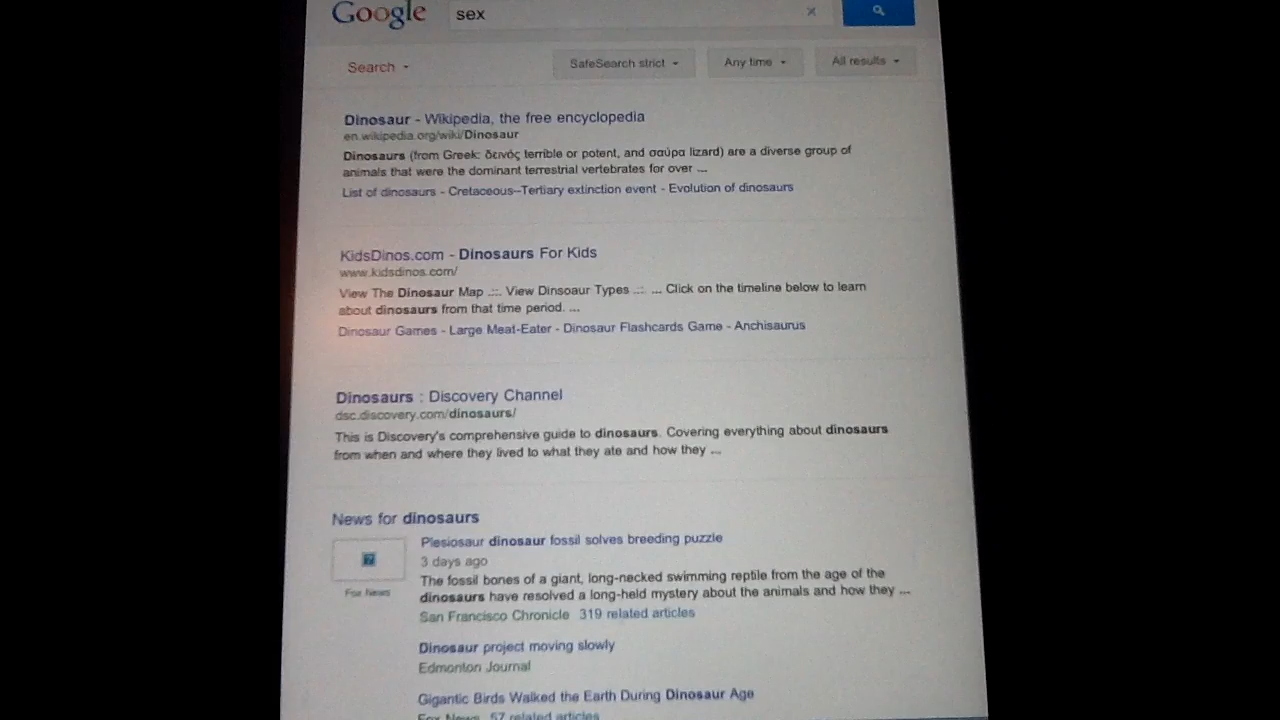 Google sex ×
Search SafeSearch strict Any time All results
Dinosaur - Wikipedia, the free encyclopedia
en.wikipedia.org/wiki/Dinosaur
Dinosaurs (from Greek: δεινός terrible or potent, and σαύρα lizard) are a diverse group of
animals that were the dominant terrestrial vertebrates for over ...
List of dinosaurs - Cretaceous–Tertiary extinction event - Evolution of dinosaurs
KidsDinos.com - Dinosaurs For Kids
www.kidsdinos.com/
View The Dinosaur Map .::. View Dinsoaur Types .::. ... Click on the timeline below to learn
about dinosaurs from that time period. ...
Dinosaur Games - Large Meat-Eater - Dinosaur Flashcards Game - Anchisaurus
Dinosaurs : Discovery Channel
dsc.discovery.com/dinosaurs/
This is Discovery's comprehensive guide to dinosaurs. Covering everything about dinosaurs
from when and where they lived to what they ate and how they ...
News for dinosaurs
Plesiosaur dinosaur fossil solves breeding puzzle
3 days ago
The fossil bones of a giant, long-necked swimming reptile from the age of the
Fox News
dinosaurs have resolved a long-held mystery about the animals and how they ...
San Francisco Chronicle 319 related articles
Dinosaur project moving slowly
Edmonton Journal
Gigantic Birds Walked the Earth During Dinosaur Age
Fox News 57 related articles